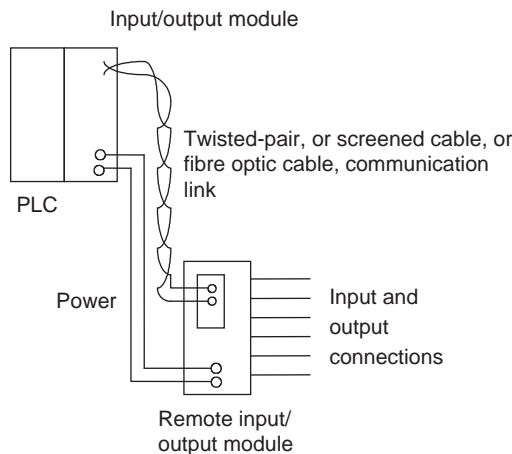 Input/output module
Twisted-pair, or screened cable, or
fibre optic cable, communication
link
PLC
Power
Input and
output
connections
Remote input/
output module